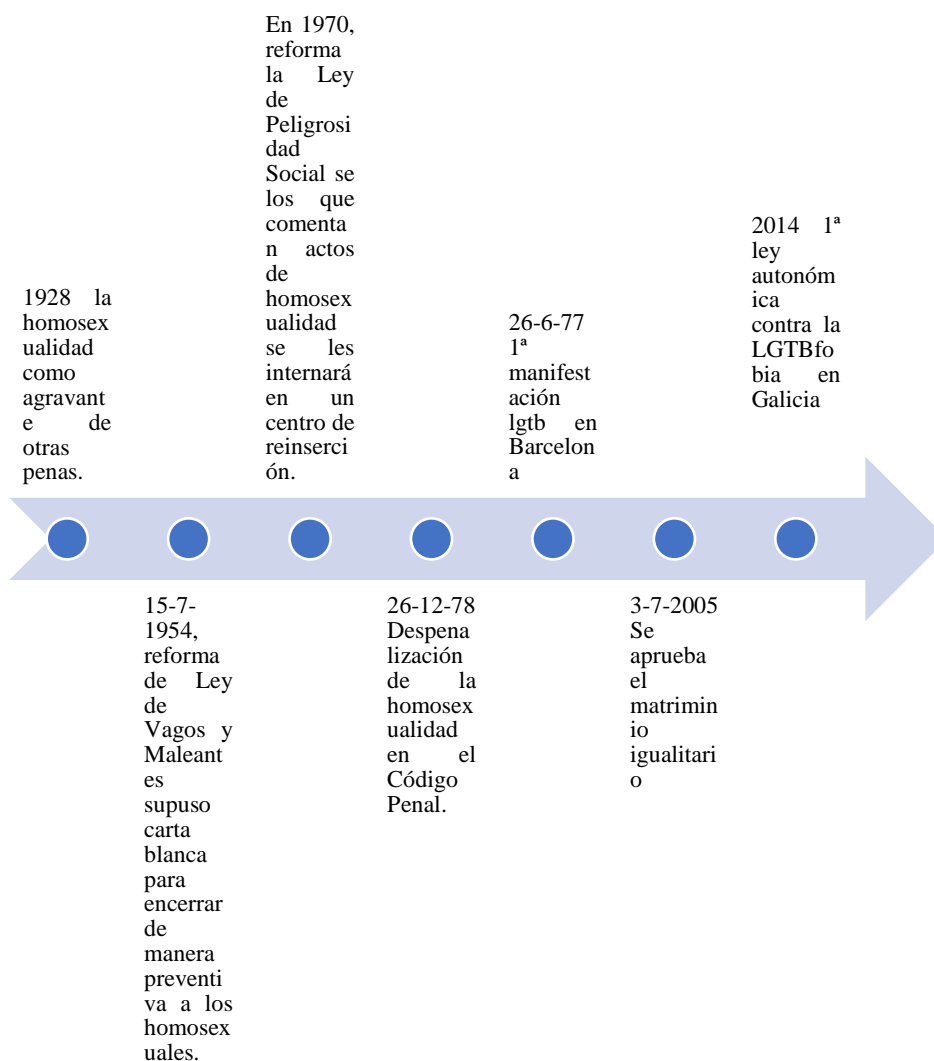 1928 la
homosex
ualidad
como
agravant
e de
otras
penas.
15-7-
1954,
reforma
de Ley
de
Vagos y
Maleant
es
supuso
carta
blanca
para
encerrar
de
manera
preventi
va a los
homosex
uales.
En 1970,
reforma
la Ley
de
Peligrosi
dad
Social se
los que
comenta
n actos
de
homosex
ualidad
se les
internará
en un
centro de
reinserci
ón.
26-12-78
Despena
lización
de la
homosex
ualidad
en el
Código
Penal.
26-6-77
1ª
manifest
ación
lgtb en
Barcelon
a
3-7-2005
Se
aprueba
el
matrimin
io
igualitari
o
2014 1ª
ley
autonóm
ica
contra la
LGTBfo
bia en
Galicia